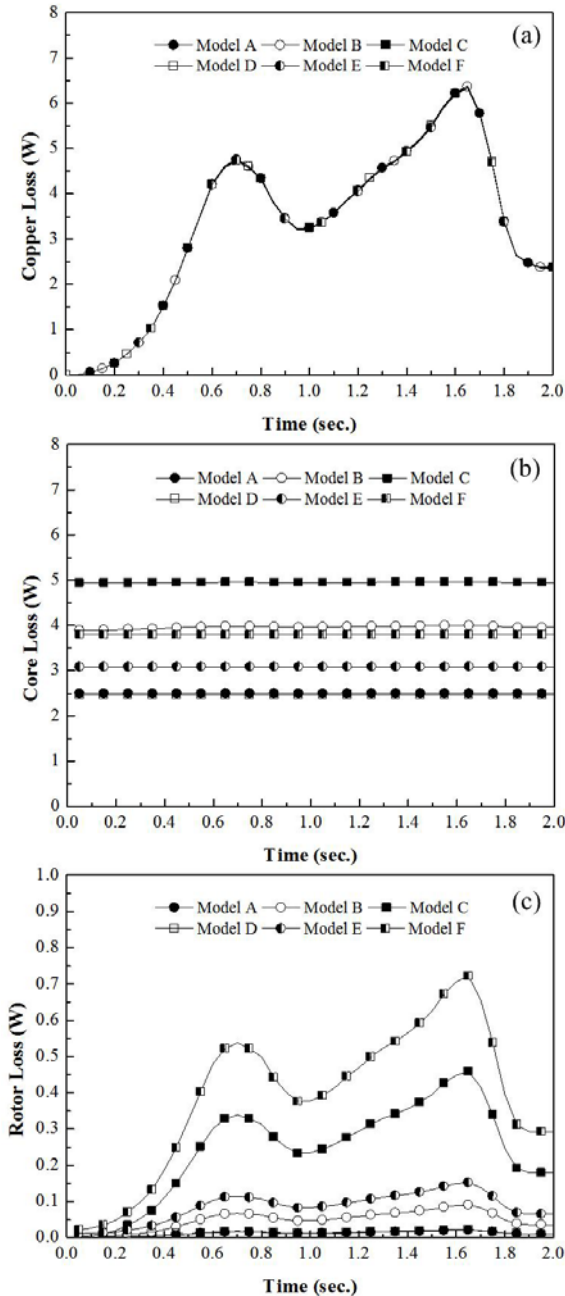 (a)
Model A Model B Model C
Model D Model E Model F
8
7
6
5
4
3
2
1
0
Copper Loss (W)
0.0 0.2 0.4 0.6 0.8 1.0 1.2 1.4 1.6 1.8 2.0
Time (sec.)
(b)
Model A Model B Model C
Model D Model E Model F
8
7
6
5
4
3
2
1
0
Core Loss (W)
0.0 0.2 0.4 0.6 0.8 1.0 1.2 1.4 1.6 1.8 2.0
Time (sec.)
(c)
Model A Model B Model C
Model D Model E Model F
1.0
0.9
0.8
0.7
0.6
0.5
0.4
0.3
0.2
0.1
0.0
Rotor Loss (W)
0.0 0.2 0.4 0.6 0.8 1.0 1.2 1.4 1.6 1.8 2.0
Time (sec.)